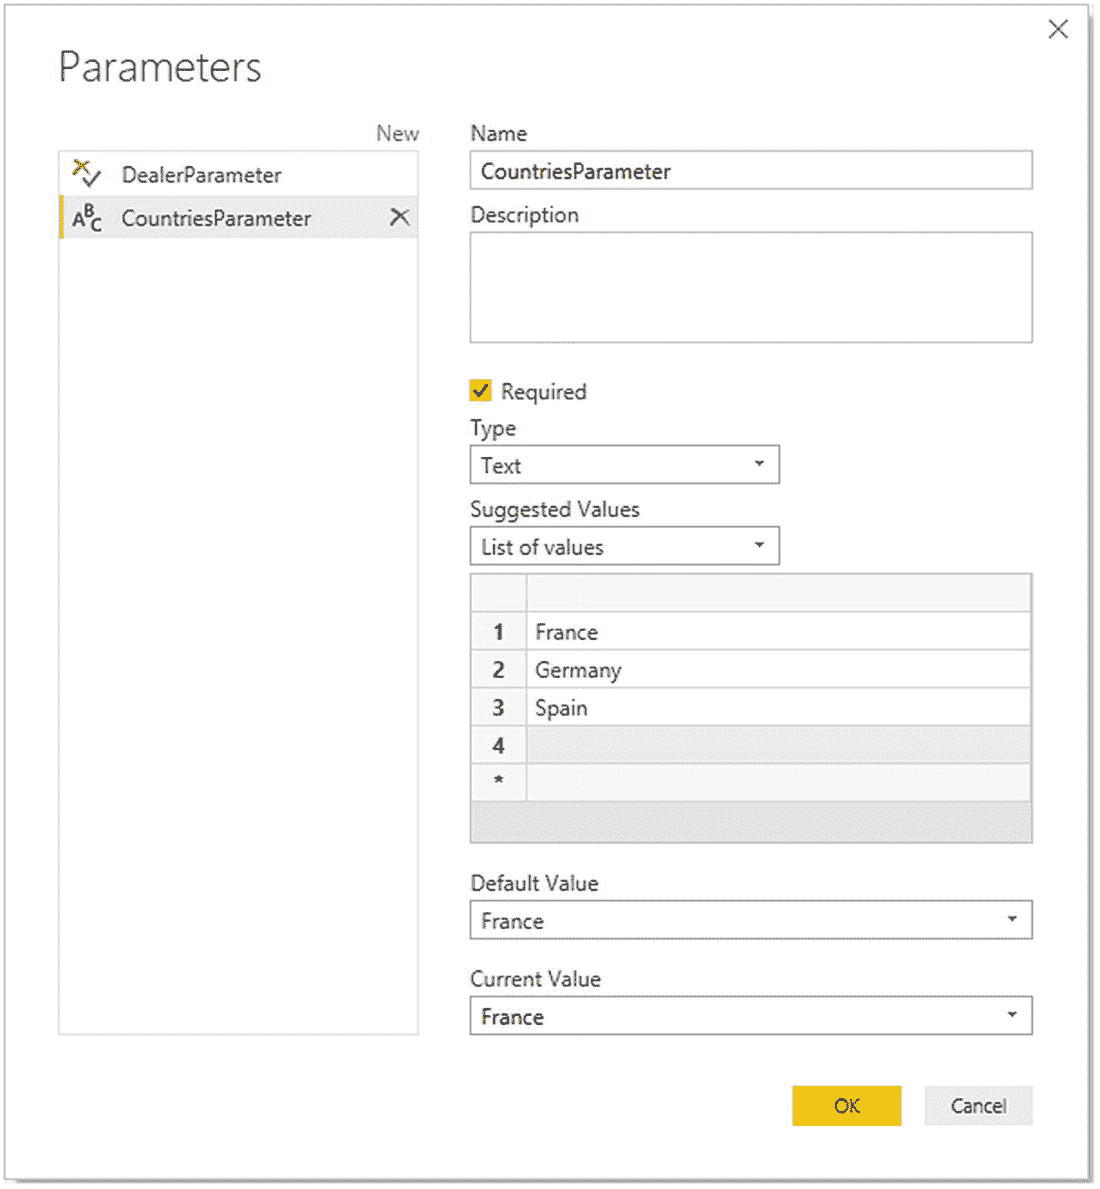 Parameters
New
DealerParameter
ABC CountriesParameter
Name
CountriesParameter
Description
Required
Type
Text
Suggested Values
List of values
1 France
2 Germany
3 Spain
4
*
Default Value
France
Current Value
France
OK Cancel